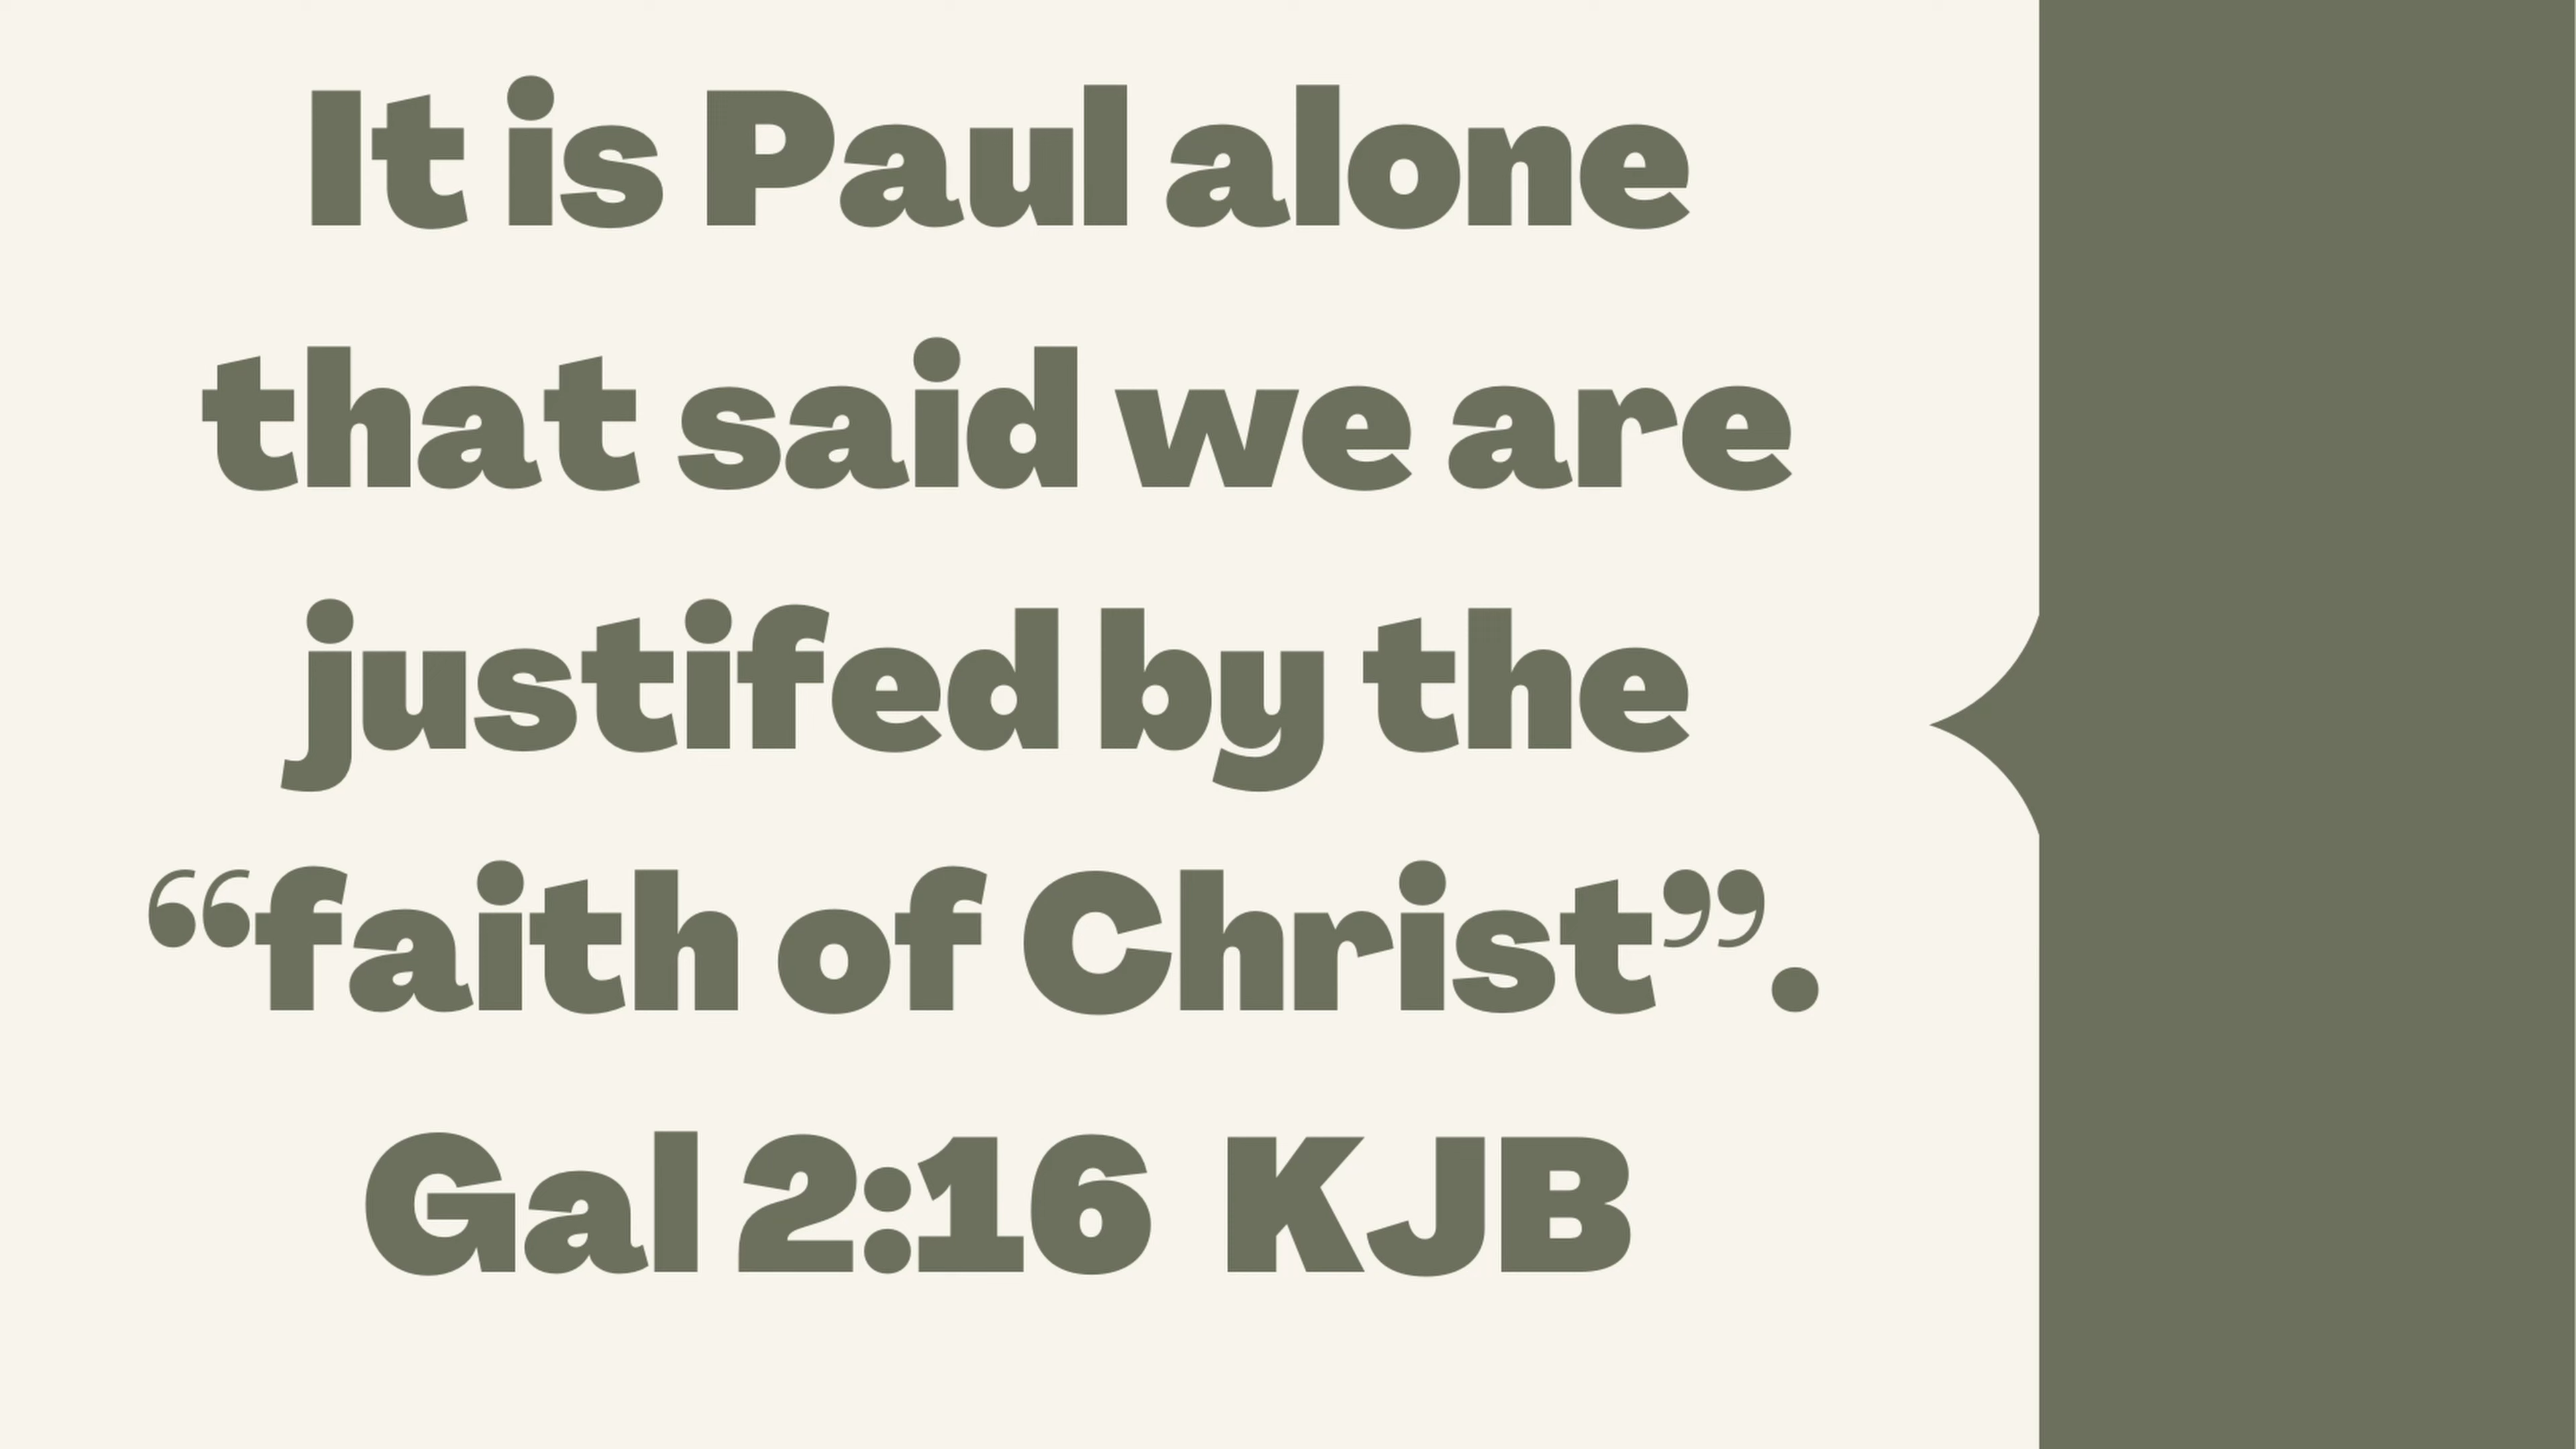 It is Paul alone
that said we are
justifed by the
“faith of Christ”.
Gal 2:16  KJB